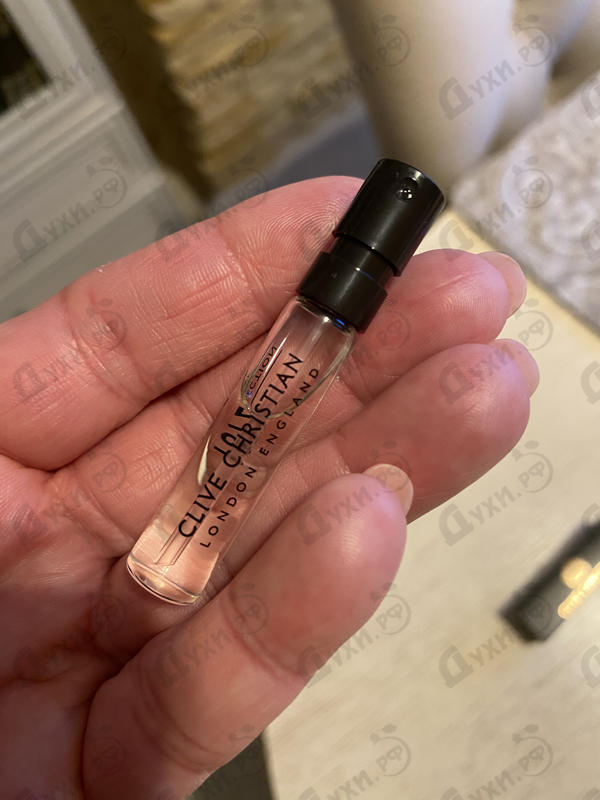 CLIVE CHRISTIAN
LONDON ENGLAND
Духи.РФ